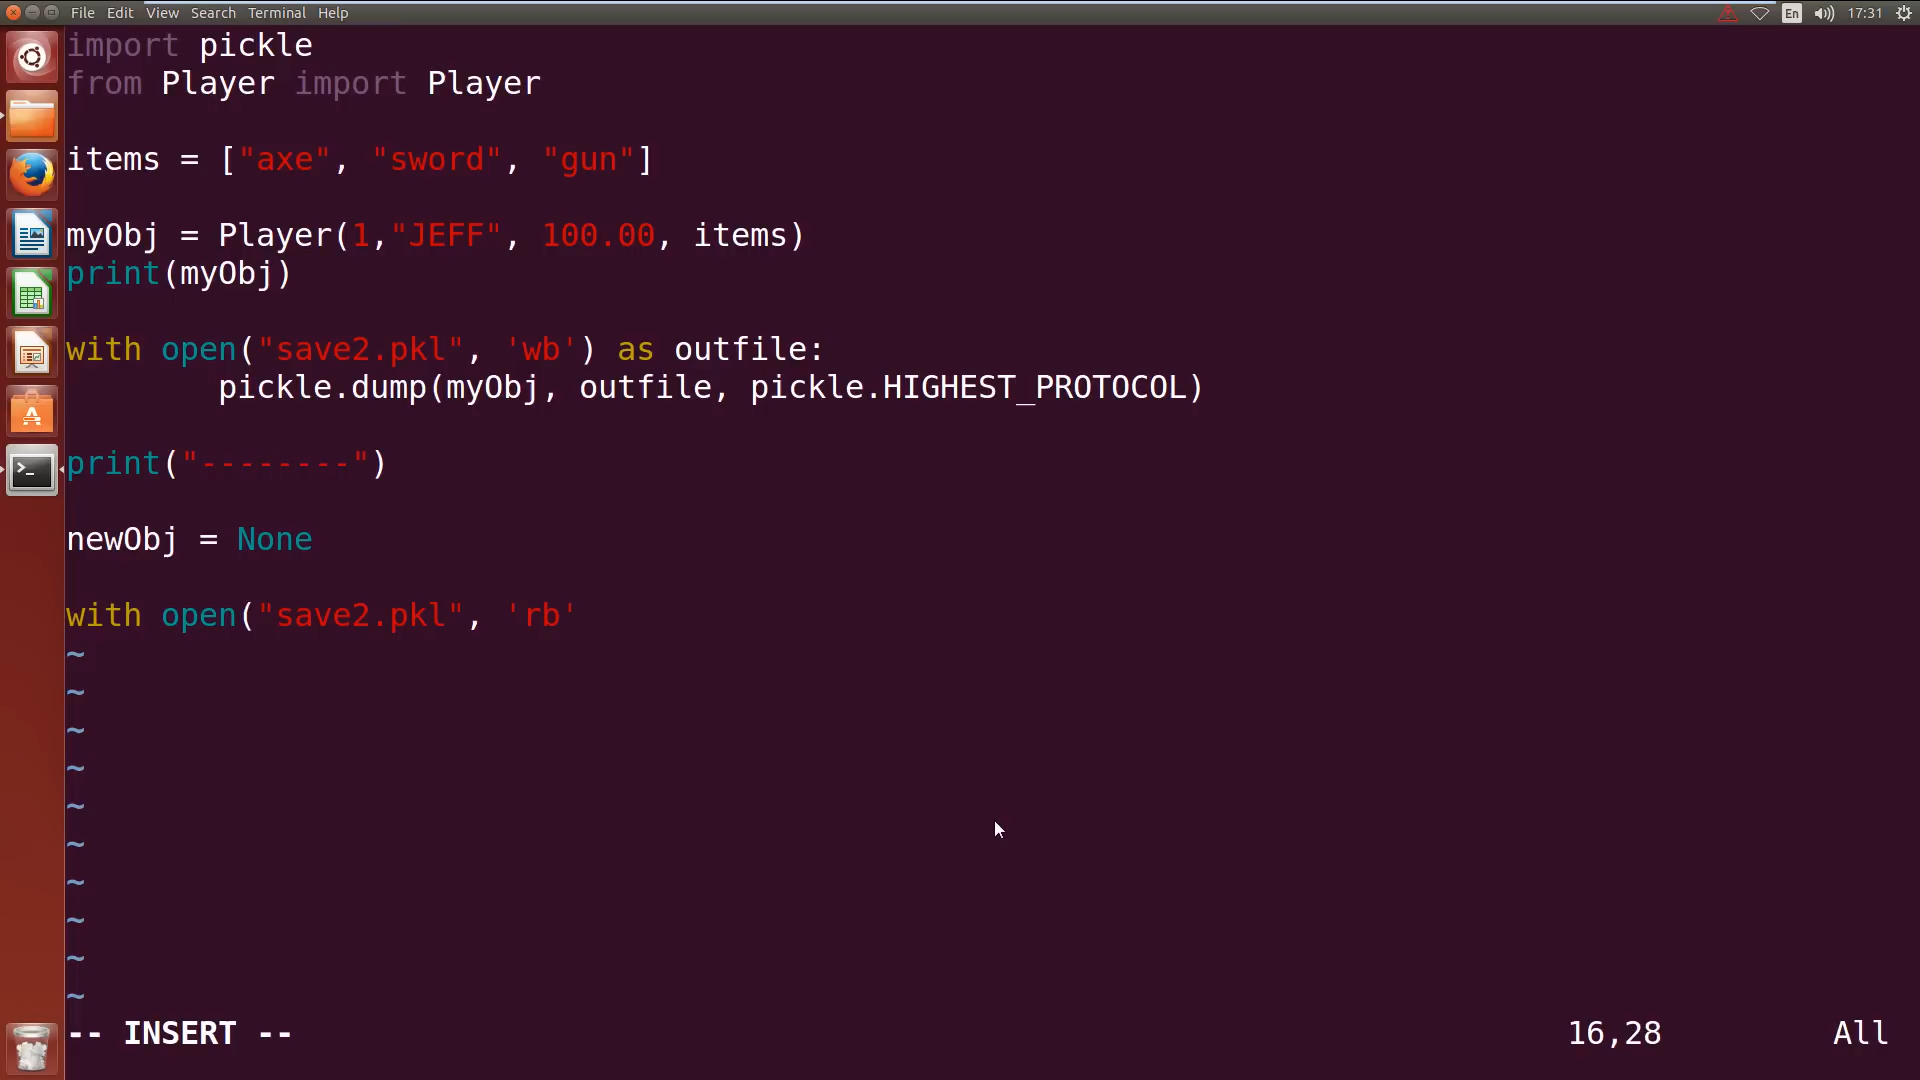 File Edit View Search Terminal Help En 17:31
import pickle
from Player import Player
items = ["axe", "sword", "gun"]
myObj = Player(1,"JEFF", 100.00, items)
print(myObj)
with open("save2.pkl", 'wb') as outfile:
        pickle.dump(myObj, outfile, pickle.HIGHEST_PROTOCOL)
print("--------")
newObj = None
with open("save2.pkl", 'rb'
~
~
~
~
~
~
~
~
~
~
-- INSERT -- 16,28 All